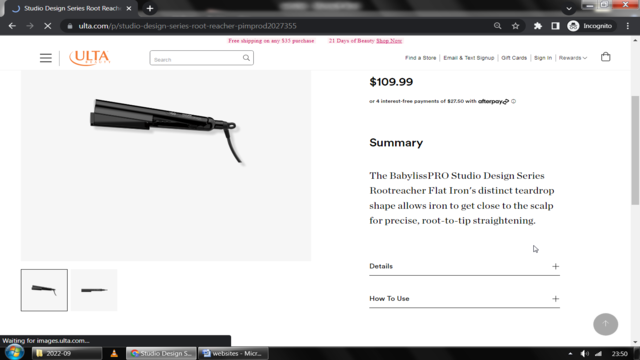 Studio Design Series Root Reache
Incognito
ulta.com/p/studio-design-series-root-reacher-pimprod2027355
Free shipping on any $35 purchase 21 Days of Beauty Shop Now
ULTA
BEAUTY
Search
Find a Store
Email & Text Signup
Gift Cards
Sign In
Rewards
$109.99
or 4 interest-free payments of $27.50 with afterpay
Summary
The BabylissPRO Studio Design Series
Rootreacher Flat Iron's distinct teardrop
shape allows iron to get close to the scalp
for precise, root-to-tip straightening.
Details
How To Use
Waiting for images.ulta.com...
2022-09
Studio Design S...
websites - Micr...
23:50